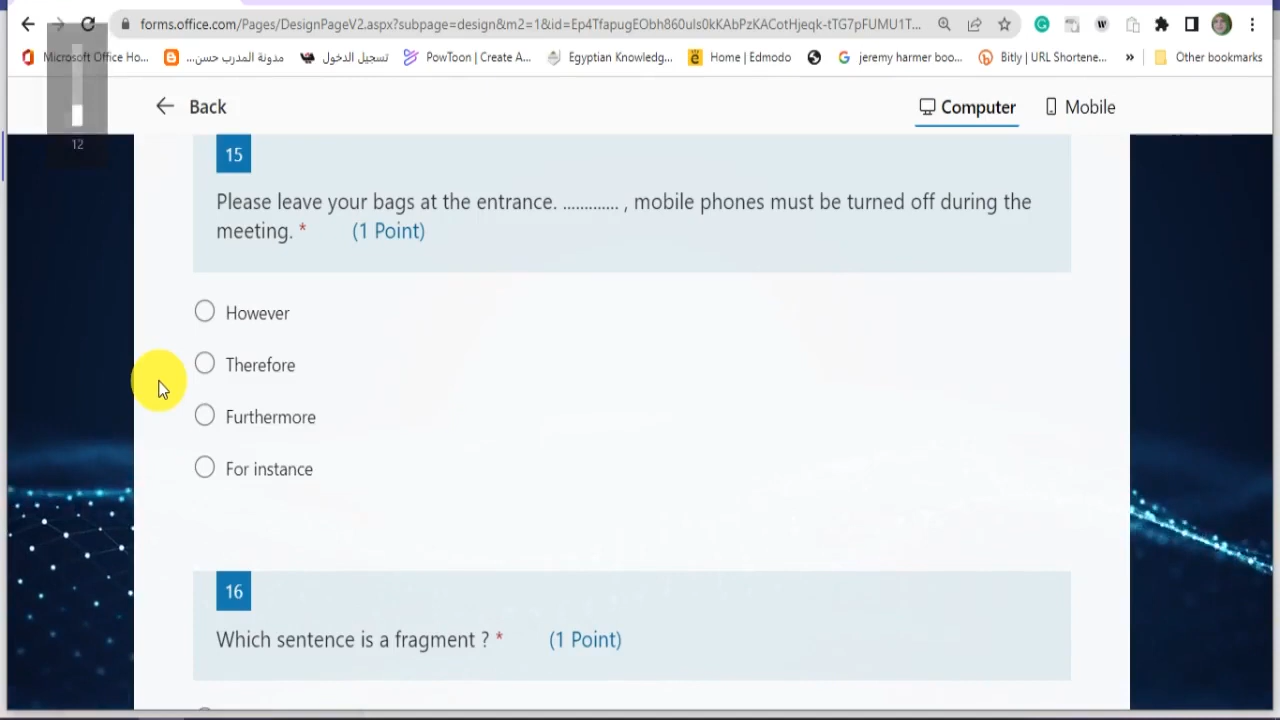 forms.office.com/Pages/DesignPageV2.aspx?subpage=design&m2=1&id=Ep4TfapugEObh860uls0kKAtPzKACotHjeqk-tTG7pFUMU1T...
Microsoft Office Ho...
مدونة المدرب حسن...
تسجيل الدخول
PowToon | Create A...
Egyptian Knowledg...
Home | Edmodo
jeremy harmer boo...
Bitly | URL Shortene...
»
Other bookmarks
Back
Computer
Mobile
12
15
Please leave your bags at the entrance. ............. , mobile phones must be turned off during the
meeting. * (1 Point)
However
Therefore
Furthermore
For instance
16
Which sentence is a fragment ? * (1 Point)